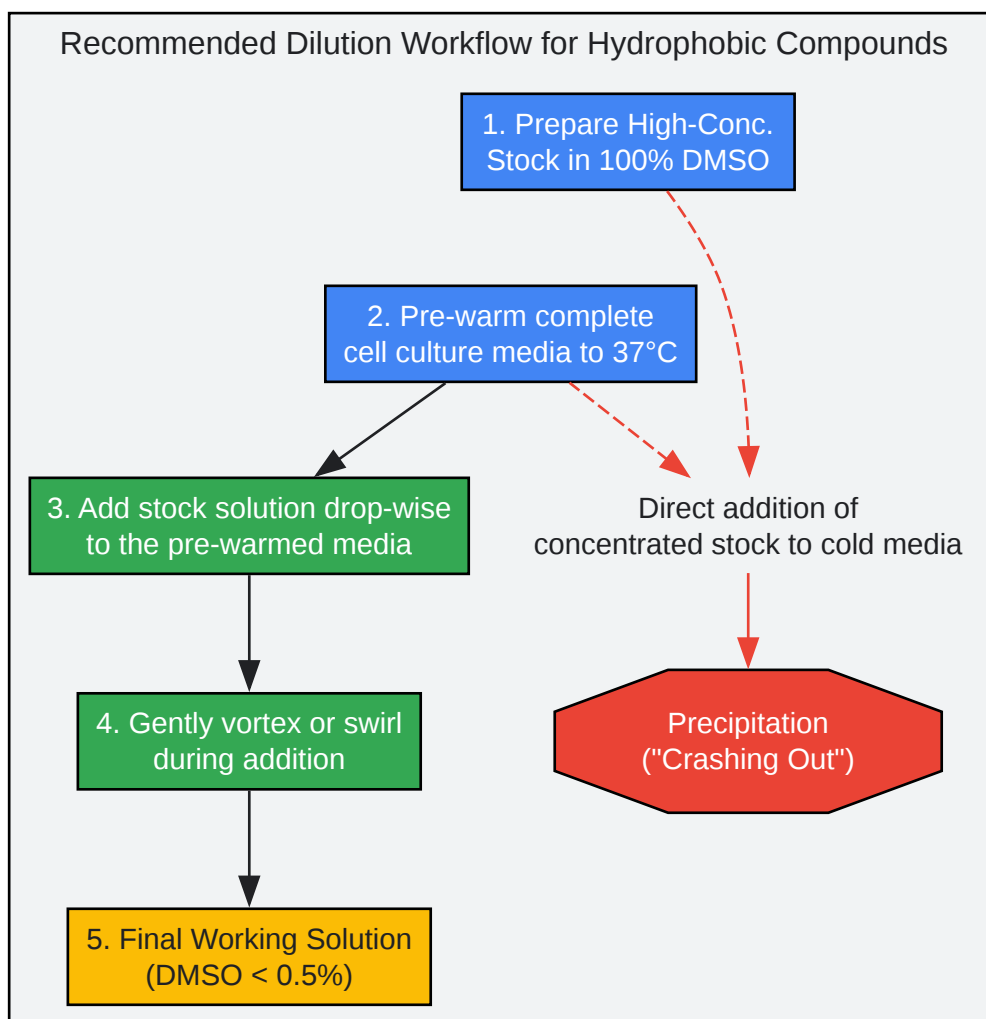 Recommended Dilution Workflow for Hydrophobic Compounds
1. Prepare High-Conc.
Stock in 100% DMSO
2. Pre-warm complete
cell culture media to 37°C
3. Add stock solution drop-wise
to the pre-warmed media
Direct addition of
concentrated stock to cold media
4. Gently vortex or swirl
during addition
Precipitation
("Crashing Out")
5. Final Working Solution
(DMSO < 0.5%)